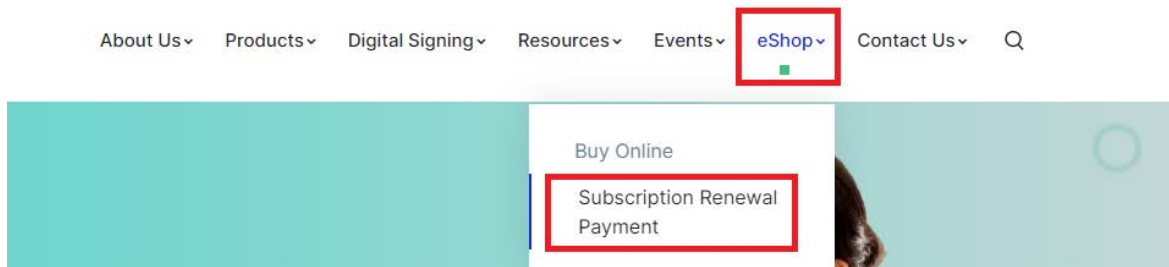 About Us Products Digital Signing Resources Events eShop Contact Us
Buy Online
Subscription Renewal
Payment